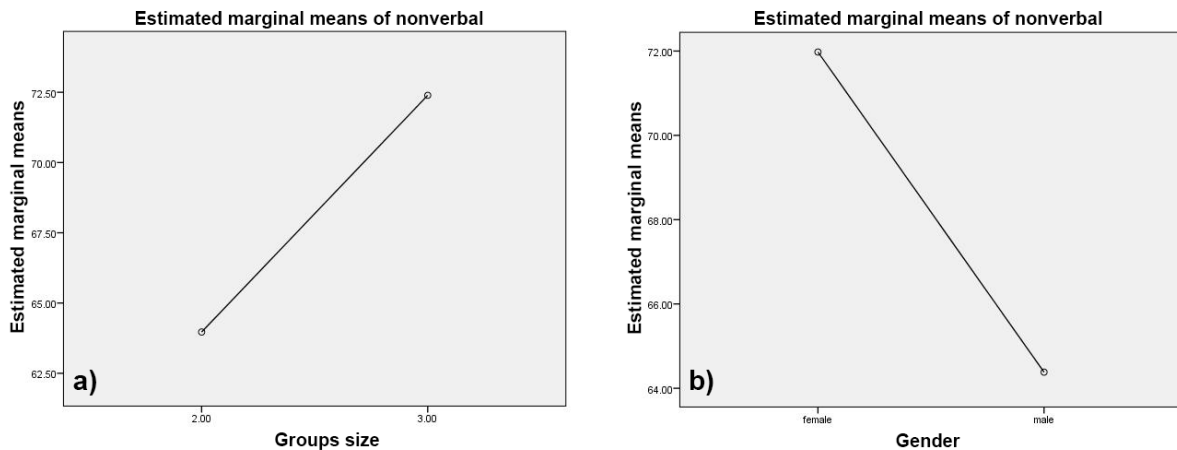 Estimated marginal means of nonverbal
Estimated marginal means
72.50
70.00
67.50
65.00
62.50
a)
2.00
3.00
Groups size
Estimated marginal means of nonverbal
Estimated marginal means
72.00
70.00
68.00
66.00
64.00
b)
female
male
Gender